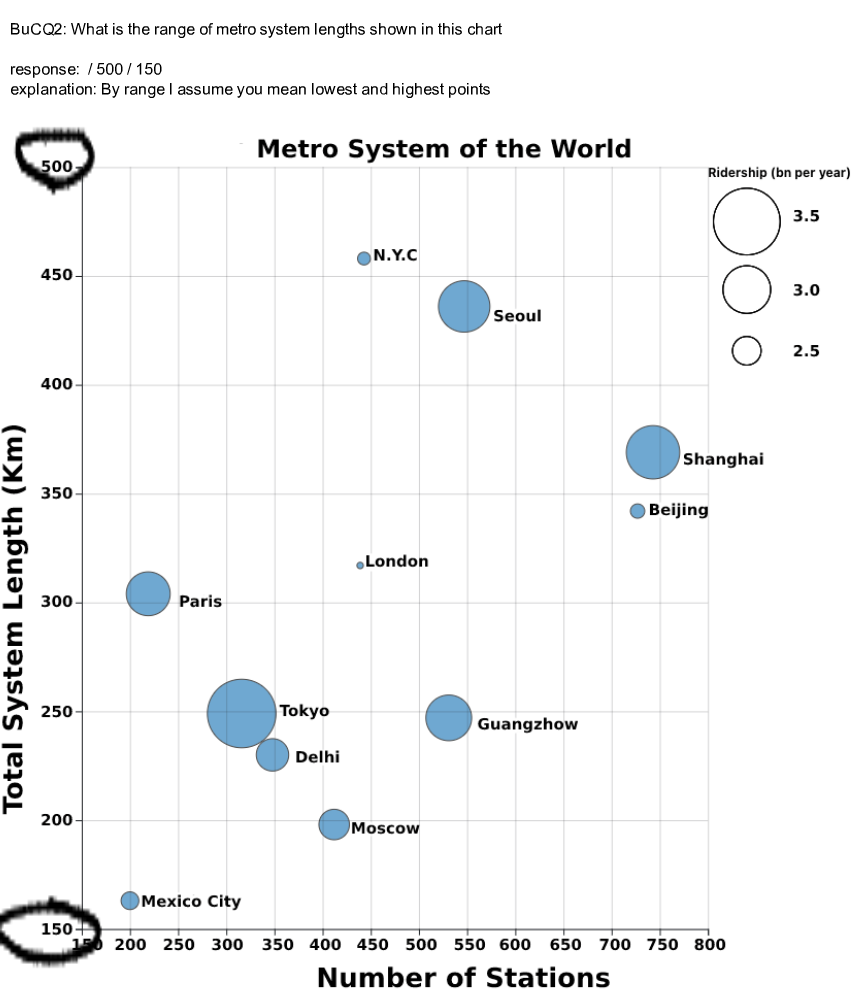 BuCQ2: What is the range of metro system lengths shown in this chart
response:  / 500 / 150
explanation: By range I assume you mean lowest and highest points
Metro System of the World
500
450
400
350
300
250
200
150
Total System Length (Km)
Ridership (bn per year)
3.5
3.0
2.5
N.Y.C
Seoul
Shanghai
Beijing
London
Paris
Tokyo
Guangzhow
Delhi
Moscow
Mexico City
150 200 250 300 350 400 450 500 550 600 650 700 750 800
Number of Stations